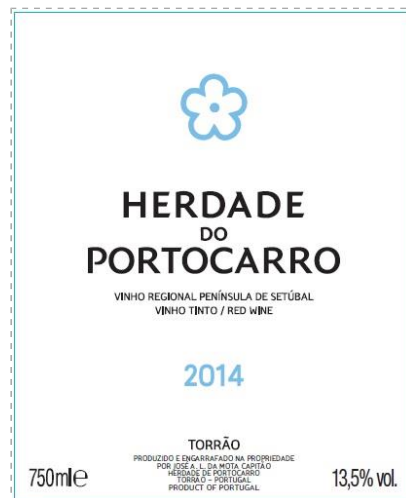 HERDADE
DO
PORTOCARRO
VINHO REGIONAL PENÍNSULA DE SETÚBAL
VINHO TINTO / RED WINE
2014
TORRÃO
PRODUZIDO E ENGARRAFADO NA PROPRIEDADE
POR JOSÉ A. L. DA MOTA CAPITÃO
HERDADE DE PORTOCARRO
TORRÃO – PORTUGAL
PRODUCT OF PORTUGAL
750ml℮
13,5% vol.